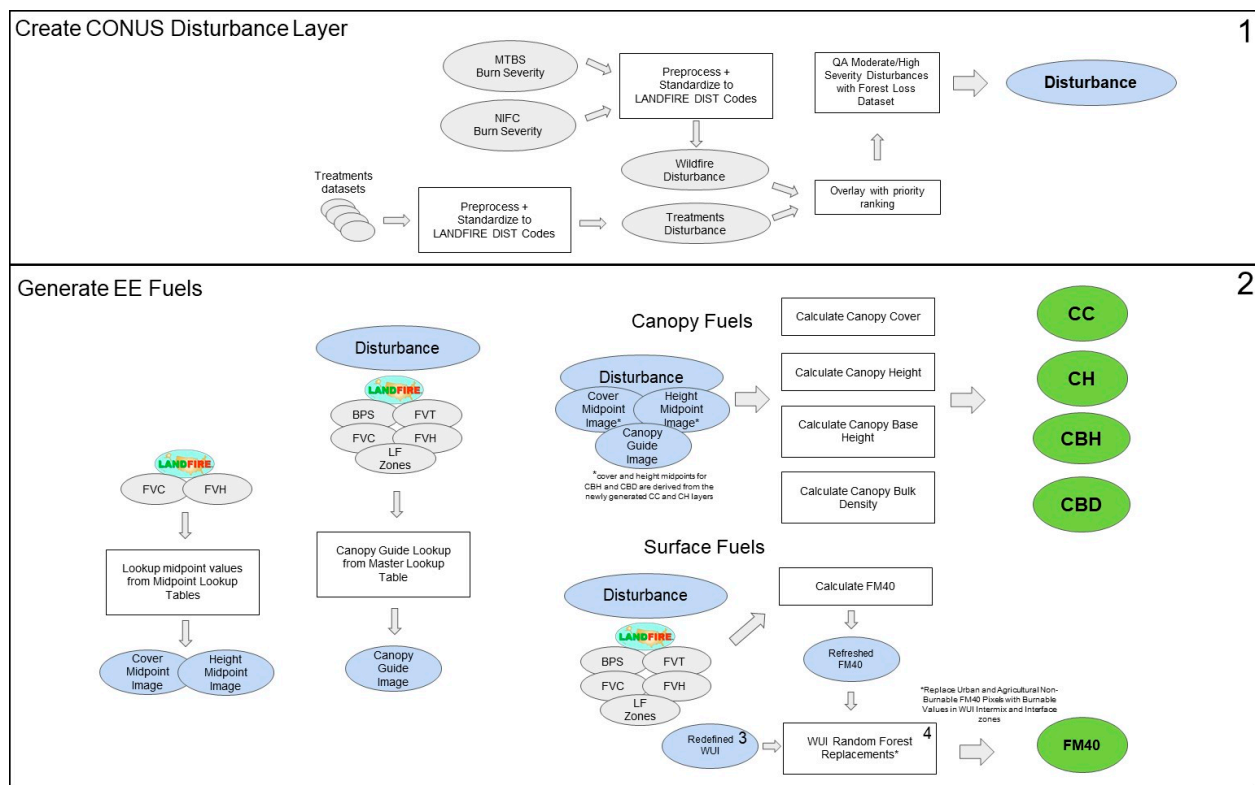 Create CONUS Disturbance Layer
1
MTBS
Burn Severity
NIFC
Burn Severity
Preprocess +
Standardize to
LANDFIRE DIST Codes
QA Moderate/High
Severity Disturbances
with Forest Loss
Dataset
Disturbance
Wildfire
Disturbance
Treatments
datasets
Preprocess +
Standardize to
LANDFIRE DIST Codes
Treatments
Disturbance
Overlay with priority
ranking
Generate EE Fuels
2
LANDFIRE
FVC
FVH
Lookup midpoint values
from Midpoint Lookup
Tables
Cover
Midpoint
Image
Height
Midpoint
Image
Disturbance
LANDFIRE
BPS
FVT
FVC
FVH
LF
Zones
Canopy Guide Lookup
from Master Lookup
Table
Canopy
Guide
Image
Canopy Fuels
Disturbance
Cover
Midpoint
Image*
Height
Midpoint
Image*
Canopy
Guide
Image
*cover and height midpoints for
CBH and CBD are derived from the
newly generated CC and CH layers
Calculate Canopy Cover
Calculate Canopy Height
Calculate Canopy Base
Height
Calculate Canopy Bulk
Density
CC
CH
CBH
CBD
Surface Fuels
Disturbance
LANDFIRE
BPS
FVT
FVC
FVH
LF
Zones
Calculate FM40
Refreshed
FM40
Redefined
WUI
3
WUI Random Forest
Replacements*
4
*Replace Urban and Agricultural Non-
Burnable FM40 Pixels with Burnable
Values in WUI Intermix and Interface
zones
FM40